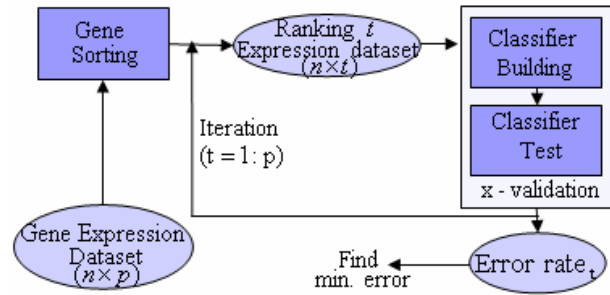 Gene
Sorting
Ranking t
Expression dataset
(n×t)
Classifier
Building
Classifier
Test
x - validation
Iteration
(t = 1: p)
Gene Expression
Dataset
(n×p)
Find
min. error
Error rate t